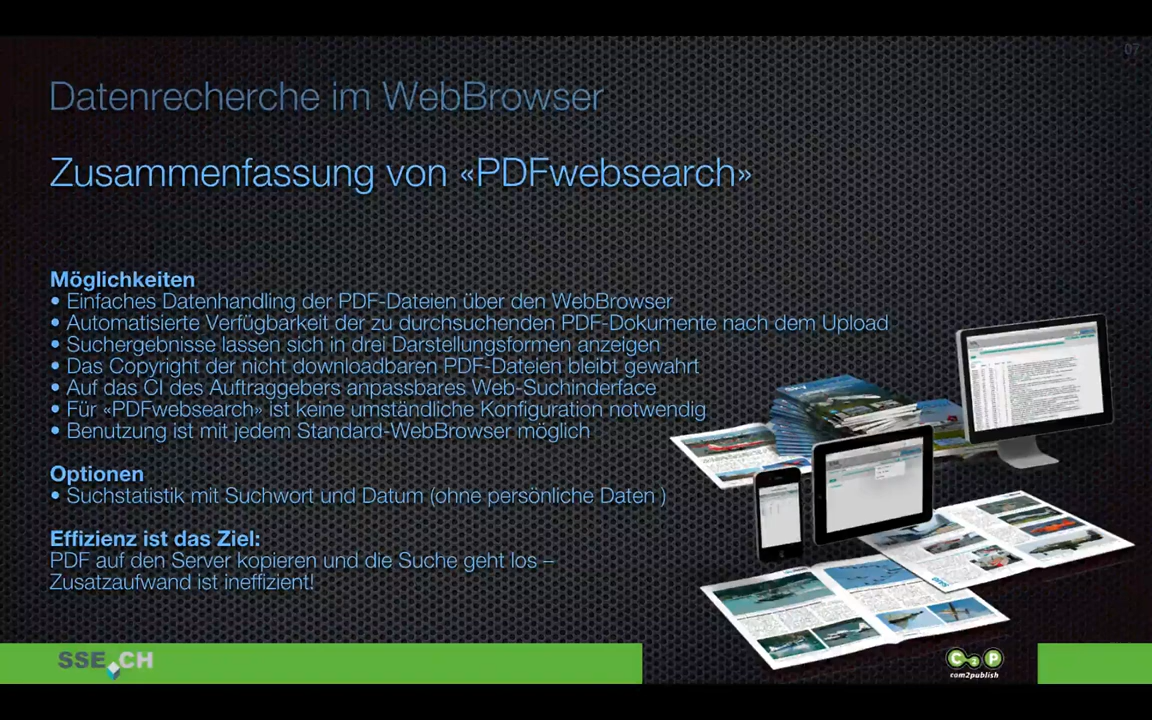 07
Datenrecherche im WebBrowser
Zusammenfassung von «PDFwebsearch»
Möglichkeiten
• Einfaches Datenhandling der PDF-Dateien über den WebBrowser
• Automatisierte Verfügbarkeit der zu durchsuchenden PDF-Dokumente nach dem Upload
• Suchergebnisse lassen sich in drei Darstellungsformen anzeigen
• Das Copyright der nicht downloadbaren PDF-Dateien bleibt gewahrt
• Auf das CI des Auftraggebers anpassbares Web-Suchinderface
• Für «PDFwebsearch» ist keine umständliche Konfiguration notwendig
• Benutzung ist mit jedem Standard-WebBrowser möglich
Optionen
• Suchstatistik mit Suchwort und Datum (ohne persönliche Daten )
Effizienz ist das Ziel:
PDF auf den Server kopieren und die Suche geht los –
Zusatzaufwand ist ineffizient!
Sky
SSE CH
C2P
com2publish